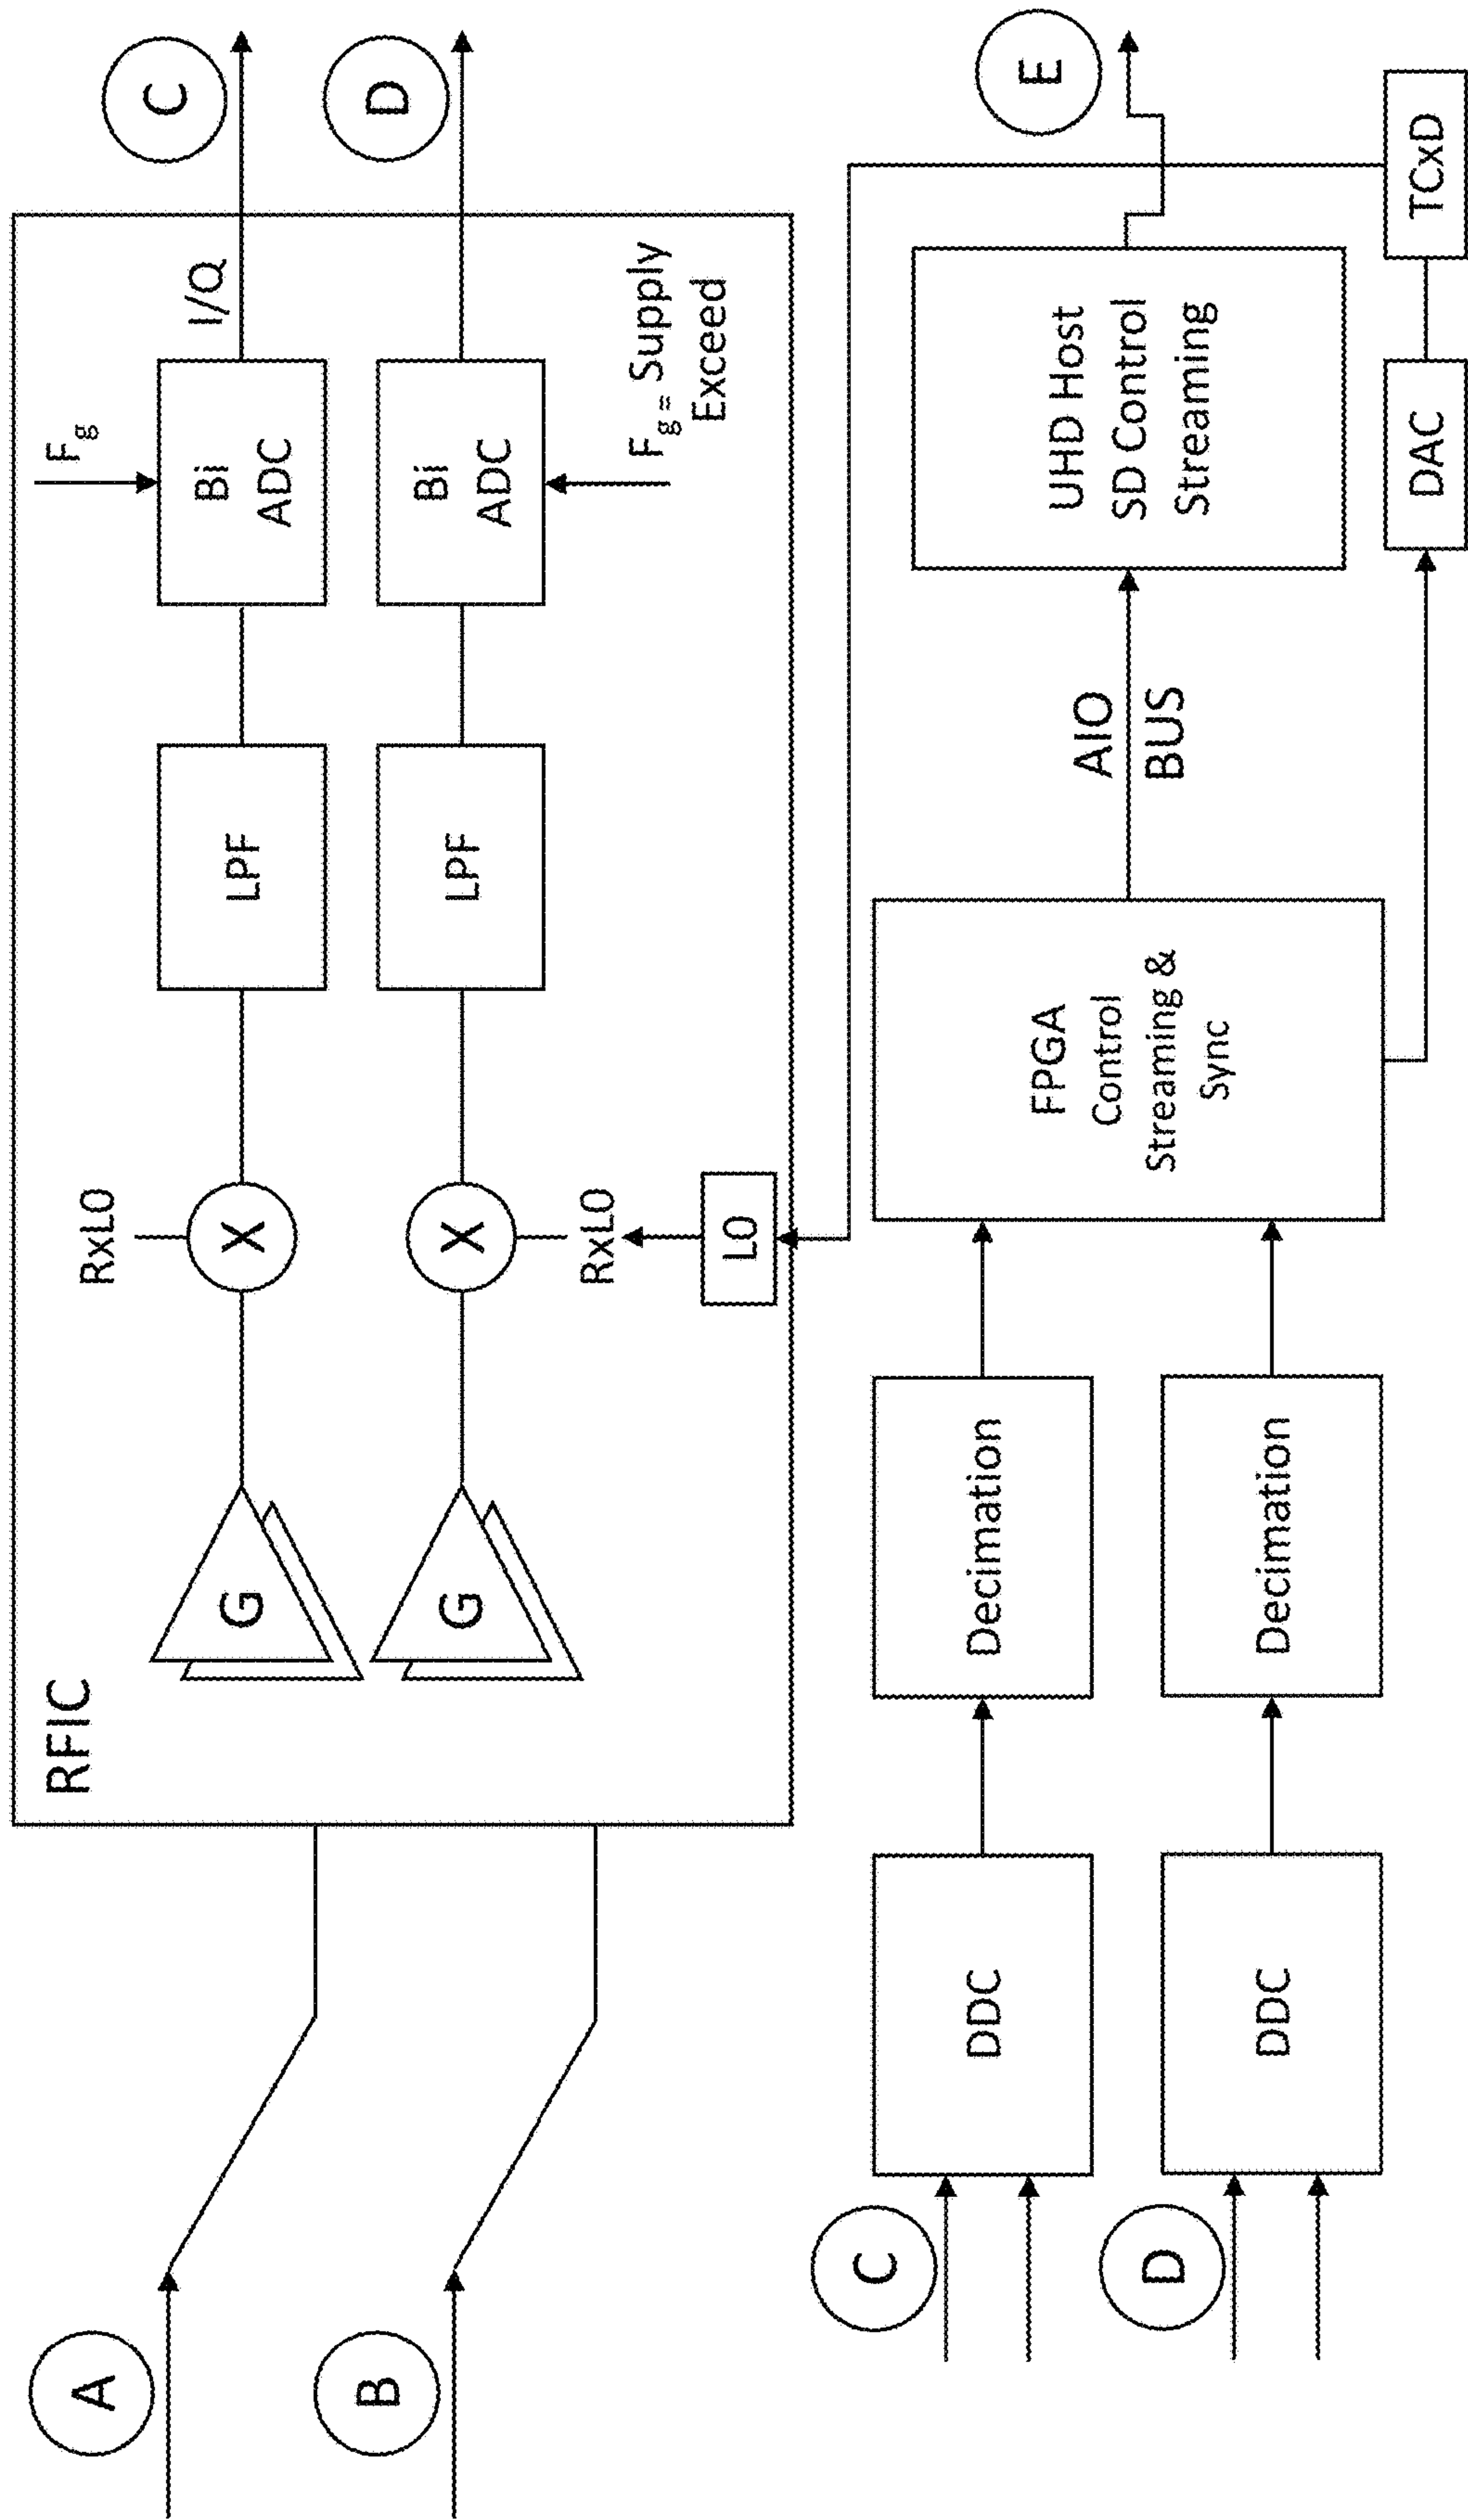 RFIC
A
B
G
G
RxLO
X
X
RxLO
LO
LPF
LPF
F
g
Bi
ADC
Bi
ADC
F g = Supply
Exceed
I/Q
C
D
C
D
DDC
DDC
Decimation
Decimation
FPGA
Control
Streaming &
Sync
AIO
BUS
UHD Host
SD Control
Streaming
DAC
TCxD
E